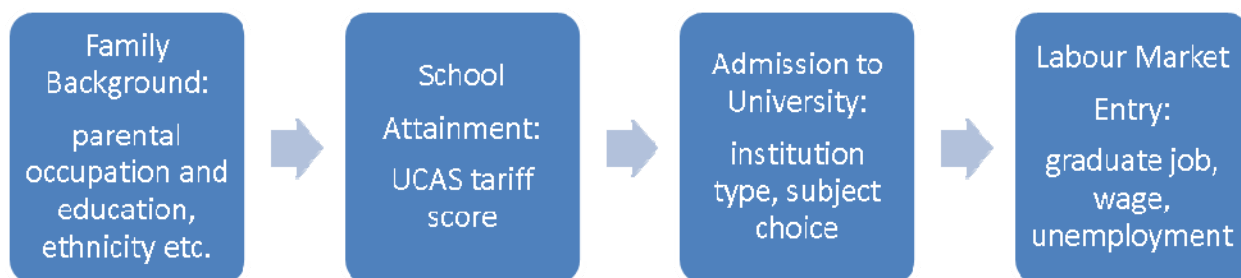 Family
Background:
parental
occupation and
education,
ethnicity etc.
School
Attainment:
UCAS tariff
score
Admission to
University:
institution
type, subject
choice
Labour Market
Entry:
graduate job,
wage,
unemployment